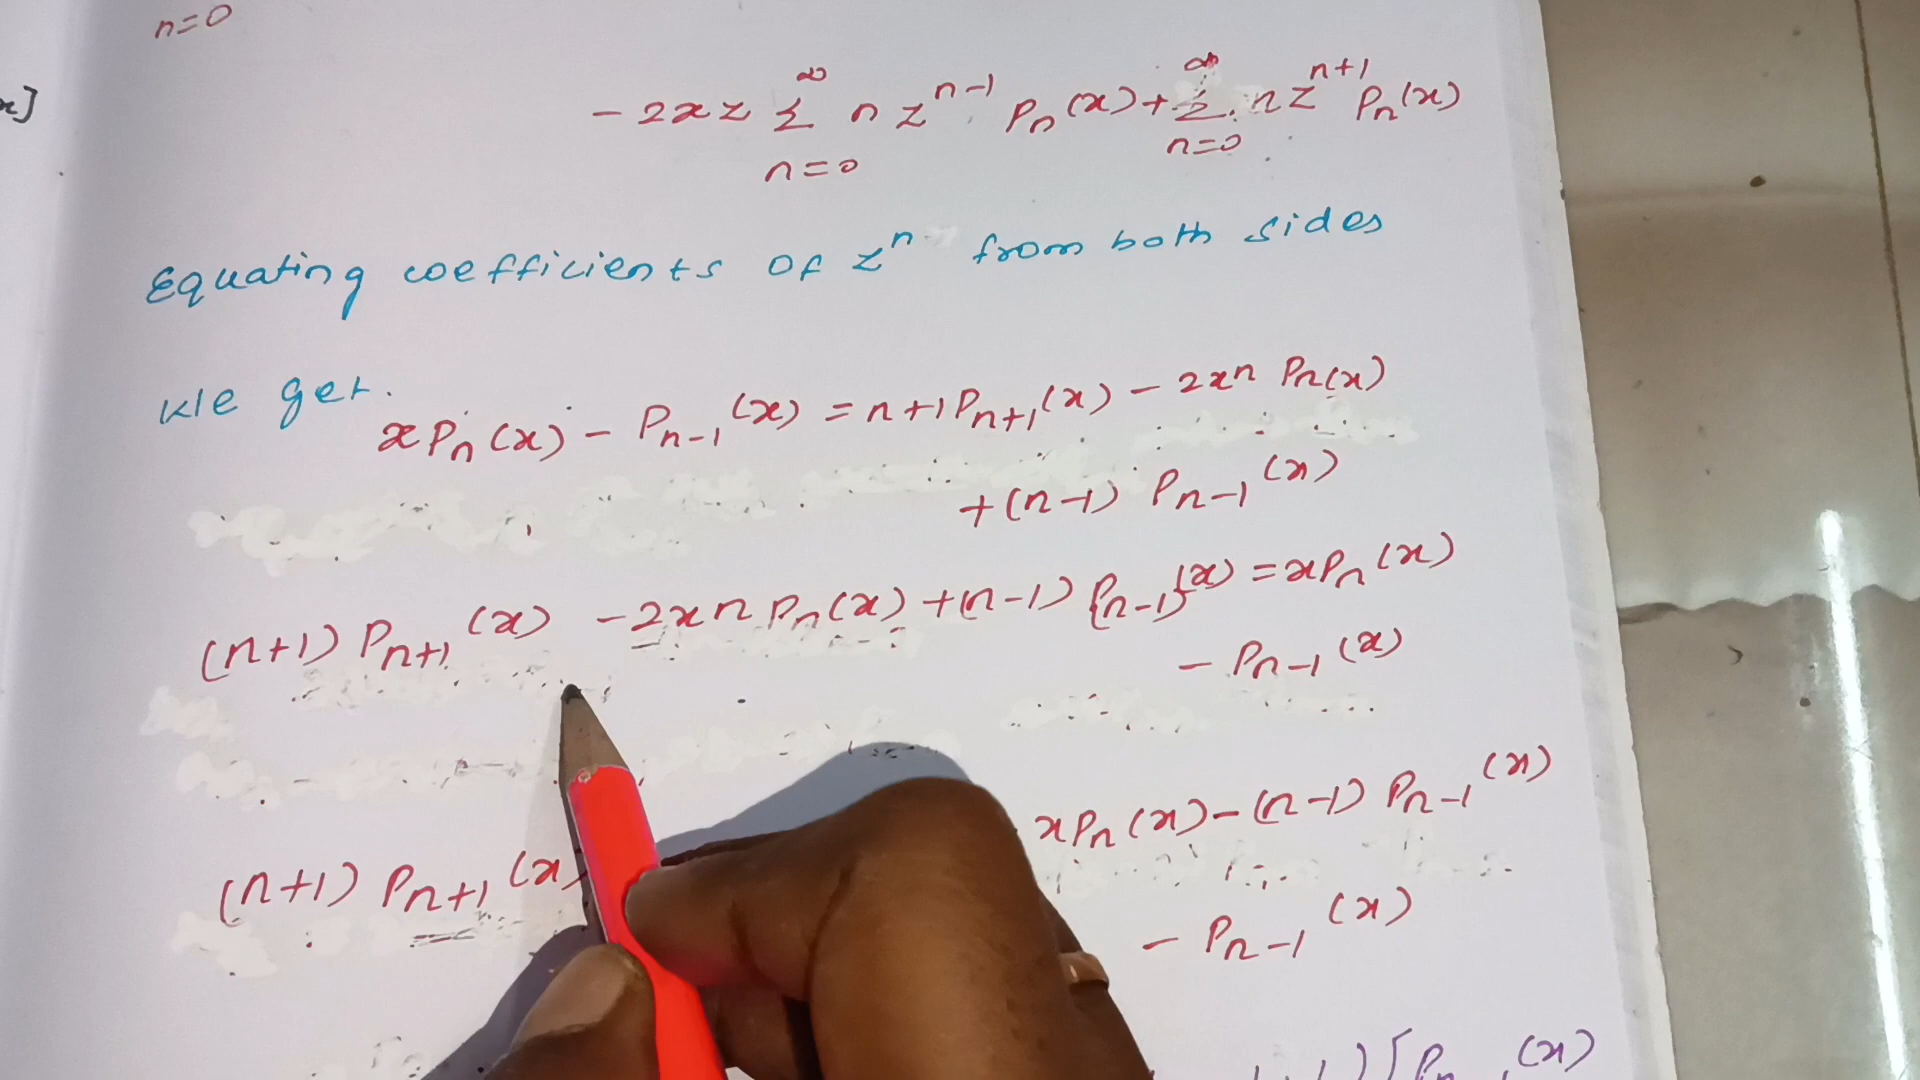 n=0
x]
∞ ∞
- 2xz Σ n z^{n-1} P_n(x) + Σ n z^{n+1} P_n(x)
n=0 n=0
Equating coefficients of z^n from both sides
We get.
xP_n(x) - P_{n-1}(x) = n+1 P_{n+1}(x) - 2xn P_n(x)
+(n-1) P_{n-1}(x)
(n+1) P_{n+1}(x) - 2xn P_n(x) + (n-1) P_{n-1}(x) = xP_n(x)
- P_{n-1}(x)
(n+1) P_{n+1}(x) xP_n(x) - (n-1) P_{n-1}(x)
- P_{n-1}(x)